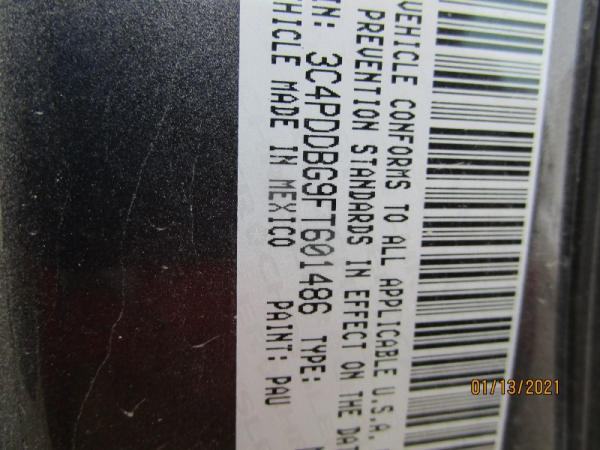 VEHICLE CONFORMS TO ALL APPLICABLE U.S.A.
PREVENTION STANDARDS IN EFFECT ON THE DAT
IN: 3C4PDDBG9FT601486 TYPE:
VEHICLE MADE IN MEXICO PAINT: PAU
01/13/2021